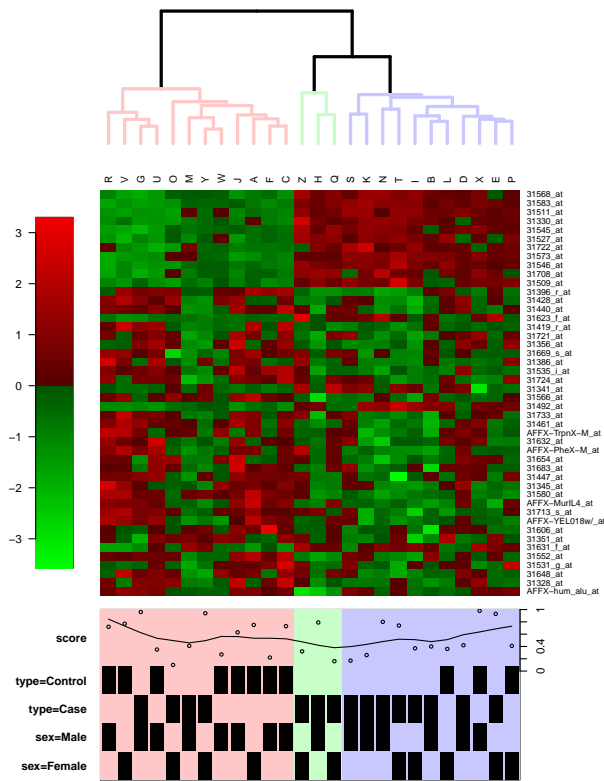 R V G U O M Y W J A F C Z H Q S K N T I B L D X E P
31568_at
31583_at
31511_at
31330_at
31545_at
31527_at
31722_at
31573_at
31546_at
31708_at
31509_at
31396_r_at
31428_at
31440_at
31623_f_at
31419_r_at
31721_at
31356_at
31669_s_at
31386_at
31535_i_at
31724_at
31341_at
31566_at
31492_at
31733_at
31461_at
AFFX−TrpnX−M_at
31632_at
AFFX−PheX−M_at
31654_at
31683_at
31447_at
31345_at
31580_at
AFFX−MurIL4_at
31713_s_at
AFFX−YEL018w/_at
31606_at
31351_at
31631_f_at
31552_at
31531_g_at
31648_at
31328_at
AFFX−hum_alu_at
3
2
1
0
−1
−2
−3
score
0 0.4 1
type=Control
type=Case
sex=Male
sex=Female